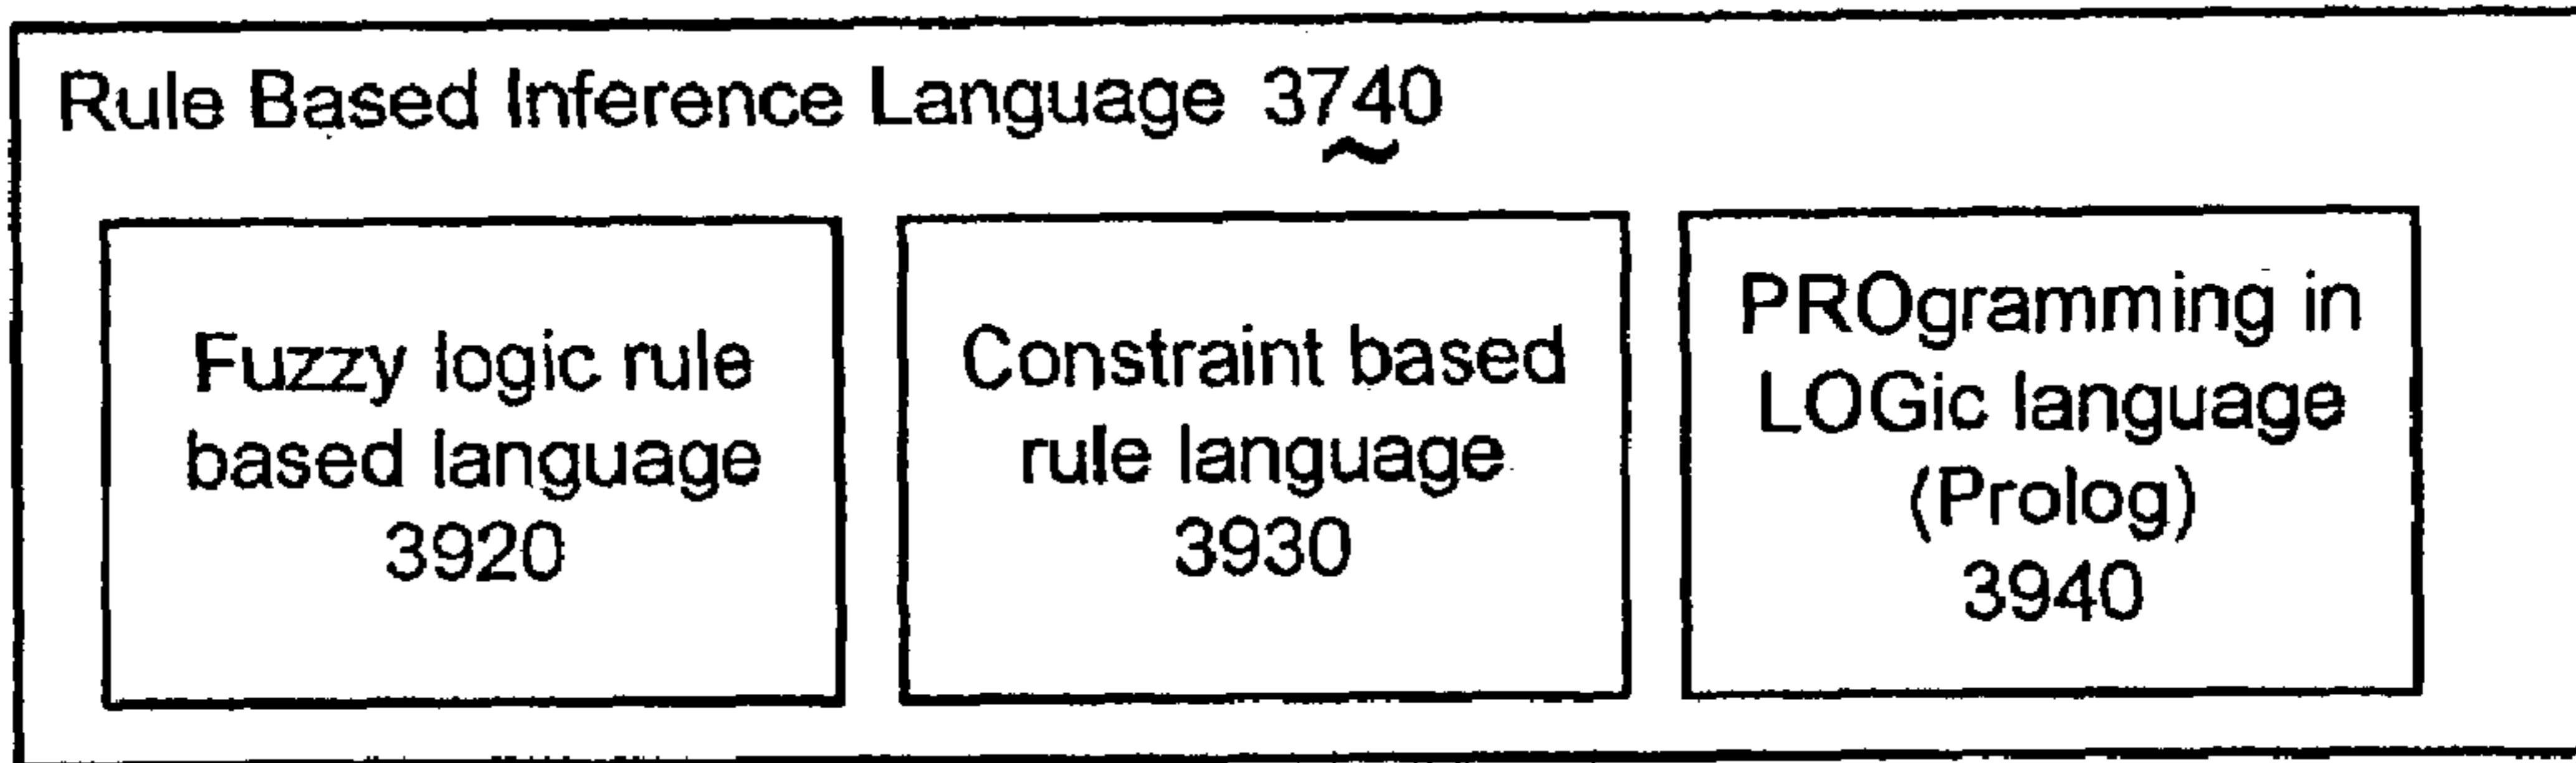 Rule Based Inference Language 3740
Fuzzy logic rule
based language
3920
Constraint based
rule language
3930
PROgramming in
LOGic language
(Prolog)
3940